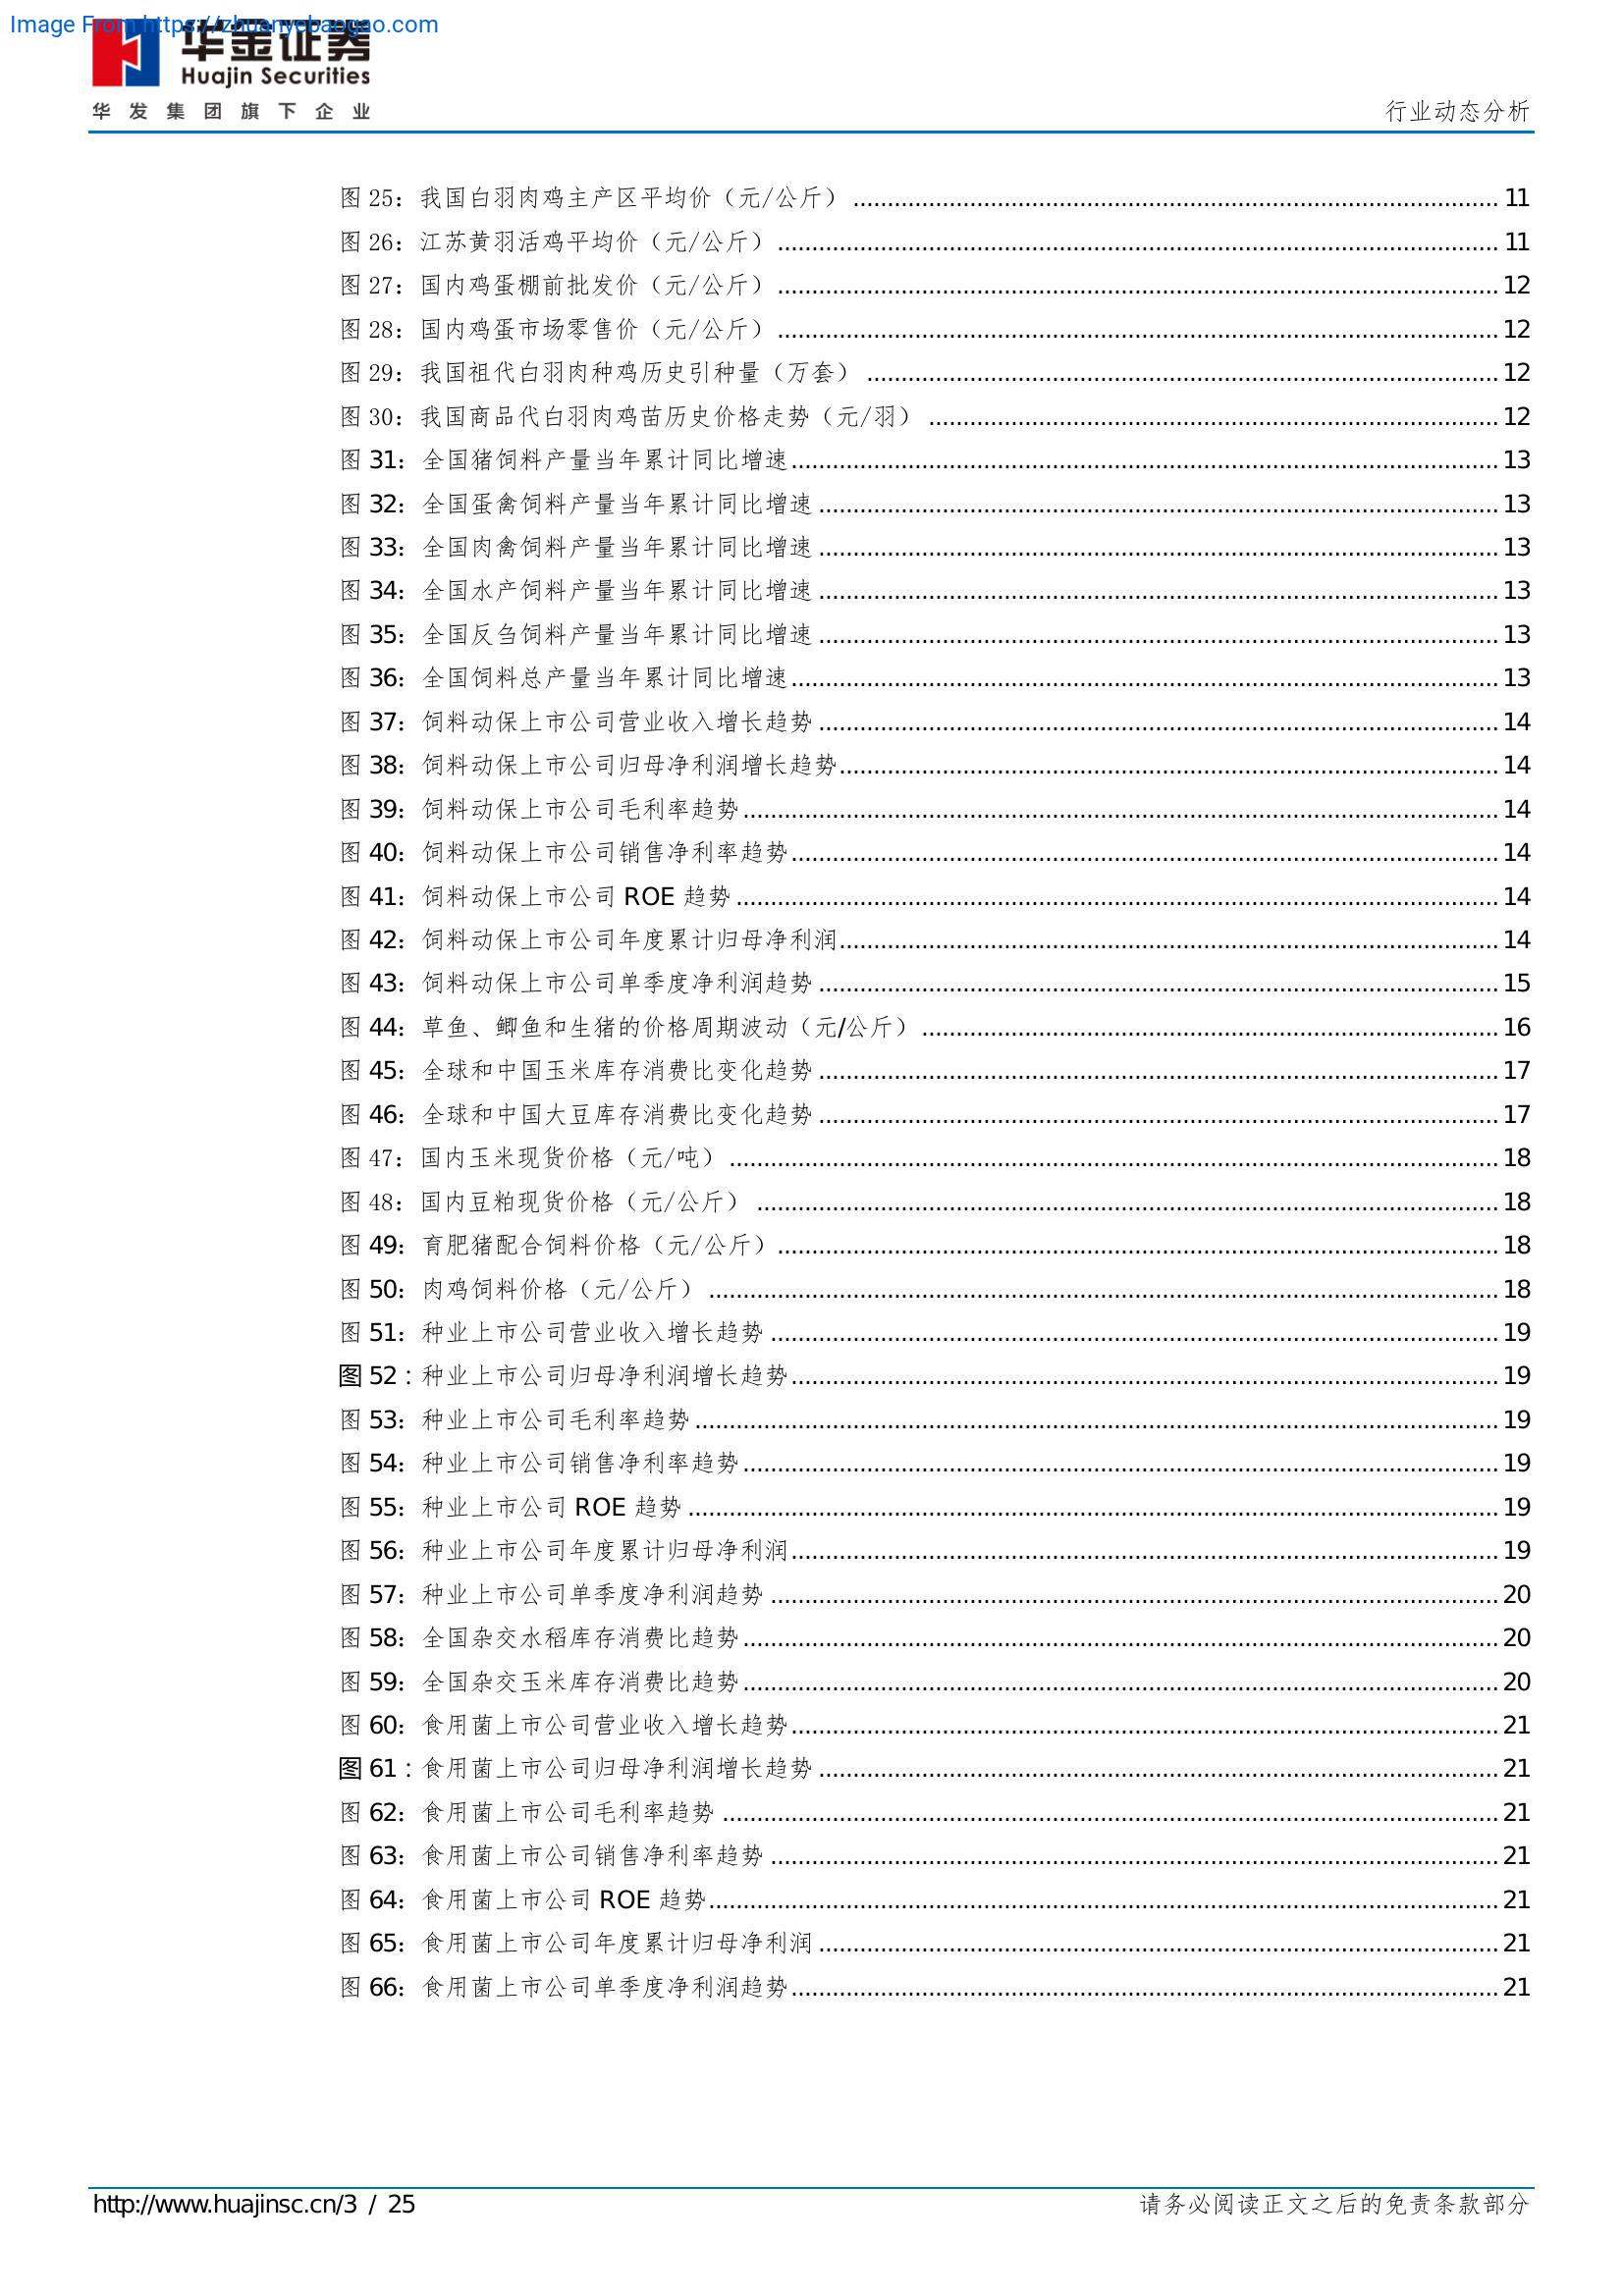 Image From https://zhuanyebaogao.com
华金证券
Huajin Securities
华发集团旗下企业
行业动态分析
图 25：我国白羽肉鸡主产区平均价（元/公斤） 11
图 26：江苏黄羽活鸡平均价（元/公斤） 11
图 27：国内鸡蛋棚前批发价（元/公斤） 12
图 28：国内鸡蛋市场零售价（元/公斤） 12
图 29：我国祖代白羽肉种鸡历史引种量（万套） 12
图 30：我国商品代白羽肉鸡苗历史价格走势（元/羽） 12
图 31：全国猪饲料产量当年累计同比增速 13
图 32：全国蛋禽饲料产量当年累计同比增速 13
图 33：全国肉禽饲料产量当年累计同比增速 13
图 34：全国水产饲料产量当年累计同比增速 13
图 35：全国反刍饲料产量当年累计同比增速 13
图 36：全国饲料总产量当年累计同比增速 13
图 37：饲料动保上市公司营业收入增长趋势 14
图 38：饲料动保上市公司归母净利润增长趋势 14
图 39：饲料动保上市公司毛利率趋势 14
图 40：饲料动保上市公司销售净利率趋势 14
图 41：饲料动保上市公司 ROE 趋势 14
图 42：饲料动保上市公司年度累计归母净利润 14
图 43：饲料动保上市公司单季度净利润趋势 15
图 44：草鱼、鲫鱼和生猪的价格周期波动（元/公斤） 16
图 45：全球和中国玉米库存消费比变化趋势 17
图 46：全球和中国大豆库存消费比变化趋势 17
图 47：国内玉米现货价格（元/吨） 18
图 48：国内豆粕现货价格（元/公斤） 18
图 49：育肥猪配合饲料价格（元/公斤） 18
图 50：肉鸡饲料价格（元/公斤） 18
图 51：种业上市公司营业收入增长趋势 19
图 52：种业上市公司归母净利润增长趋势 19
图 53：种业上市公司毛利率趋势 19
图 54：种业上市公司销售净利率趋势 19
图 55：种业上市公司 ROE 趋势 19
图 56：种业上市公司年度累计归母净利润 19
图 57：种业上市公司单季度净利润趋势 20
图 58：全国杂交水稻库存消费比趋势 20
图 59：全国杂交玉米库存消费比趋势 20
图 60：食用菌上市公司营业收入增长趋势 21
图 61：食用菌上市公司归母净利润增长趋势 21
图 62：食用菌上市公司毛利率趋势 21
图 63：食用菌上市公司销售净利率趋势 21
图 64：食用菌上市公司 ROE 趋势 21
图 65：食用菌上市公司年度累计归母净利润 21
图 66：食用菌上市公司单季度净利润趋势 21
http://www.huajinsc.cn/3 / 25
请务必阅读正文之后的免责条款部分